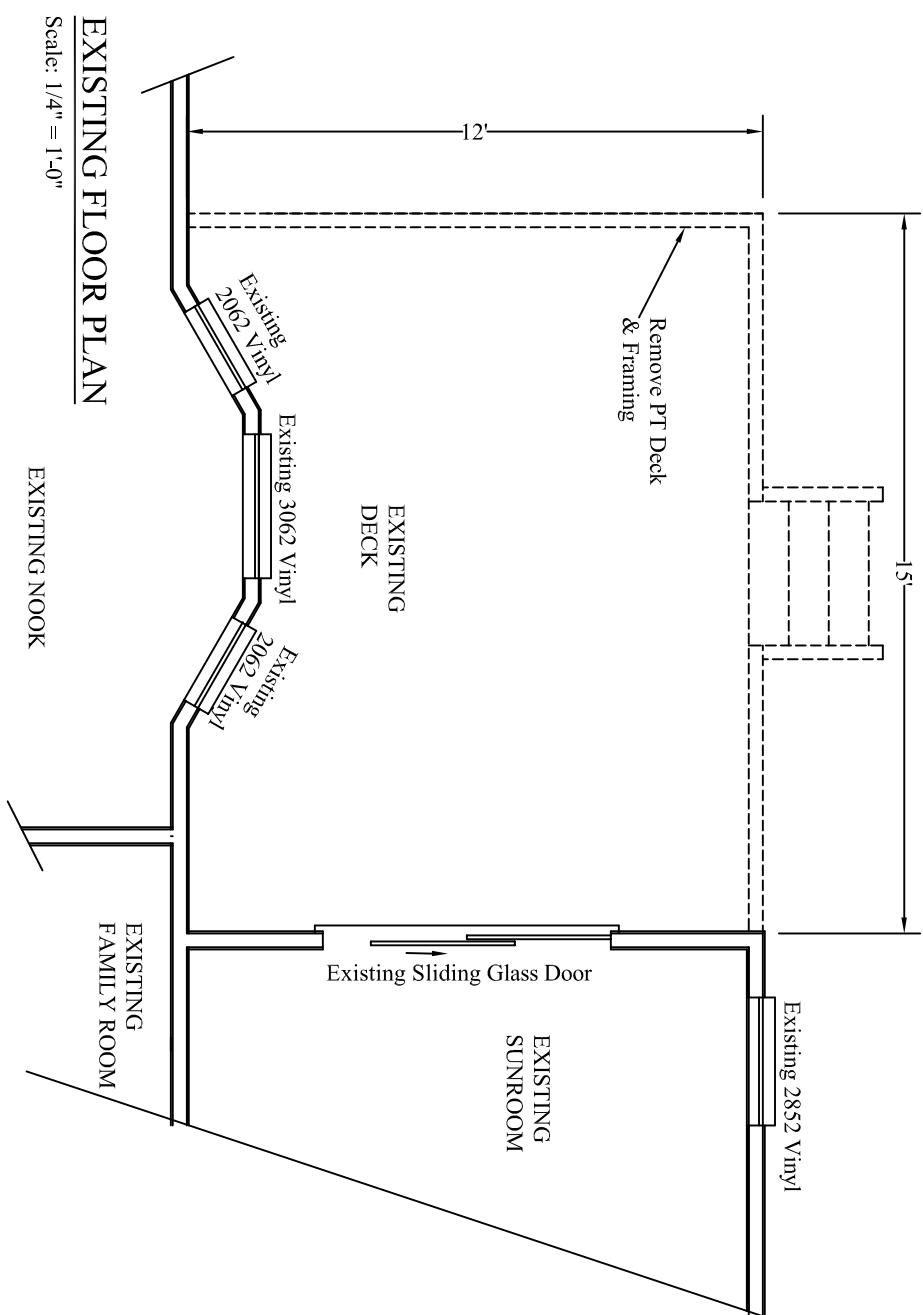 15'
12'
Remove PT Deck
& Framing
Existing 2852 Vinyl
EXISTING
DECK
EXISTING
SUNROOM
Existing Sliding Glass Door
Existing
2062 Vinyl
Existing 3062 Vinyl
Existing
2062 Vinyl
EXISTING NOOK
EXISTING
FAMILY ROOM
EXISTING FLOOR PLAN
Scale: 1/4" = 1'-0"